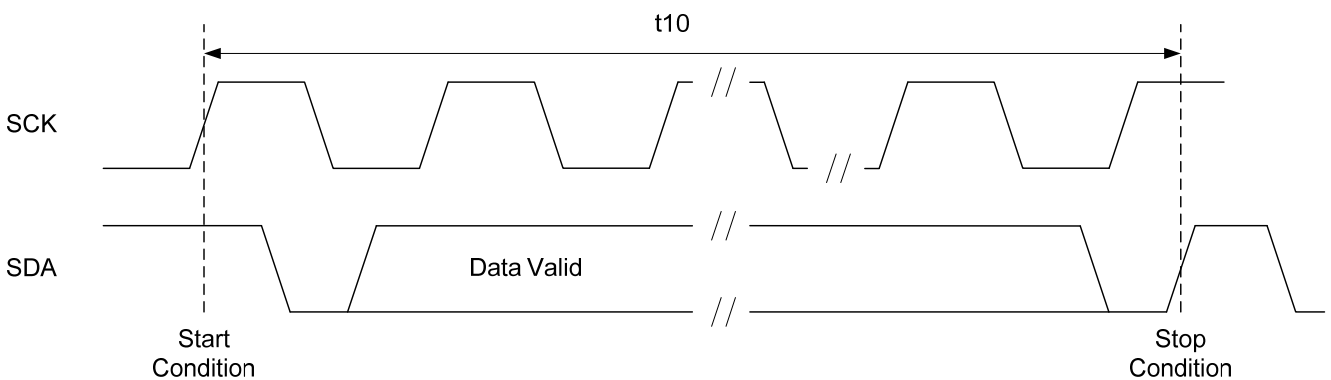 t10
SCK
SDA
Data Valid
Start
Condition
Stop
Condition